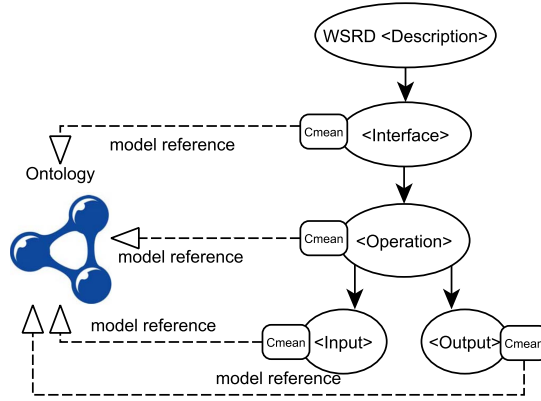 WSRD <Description>
Cmean
<Interface>
model reference
Ontology
Cmean
<Operation>
model reference
model reference
Cmean
<Input>
<Output>
Cmean
model reference